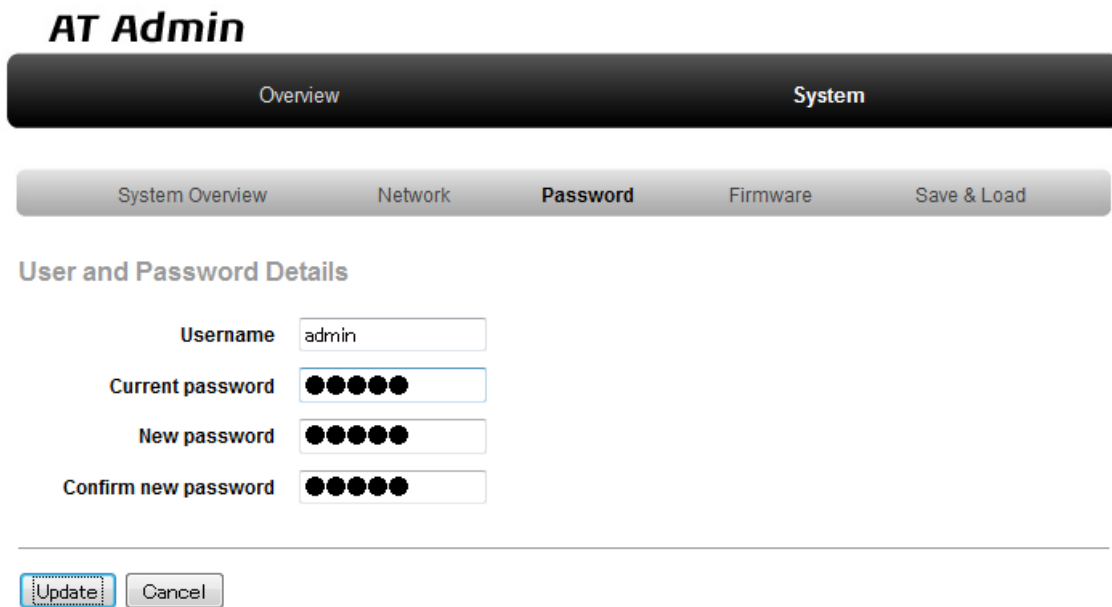 AT Admin
Overview System
System Overview Network Password Firmware Save & Load
User and Password Details
Username admin
Current password ●●●●●
New password ●●●●●
Confirm new password ●●●●●
Update Cancel